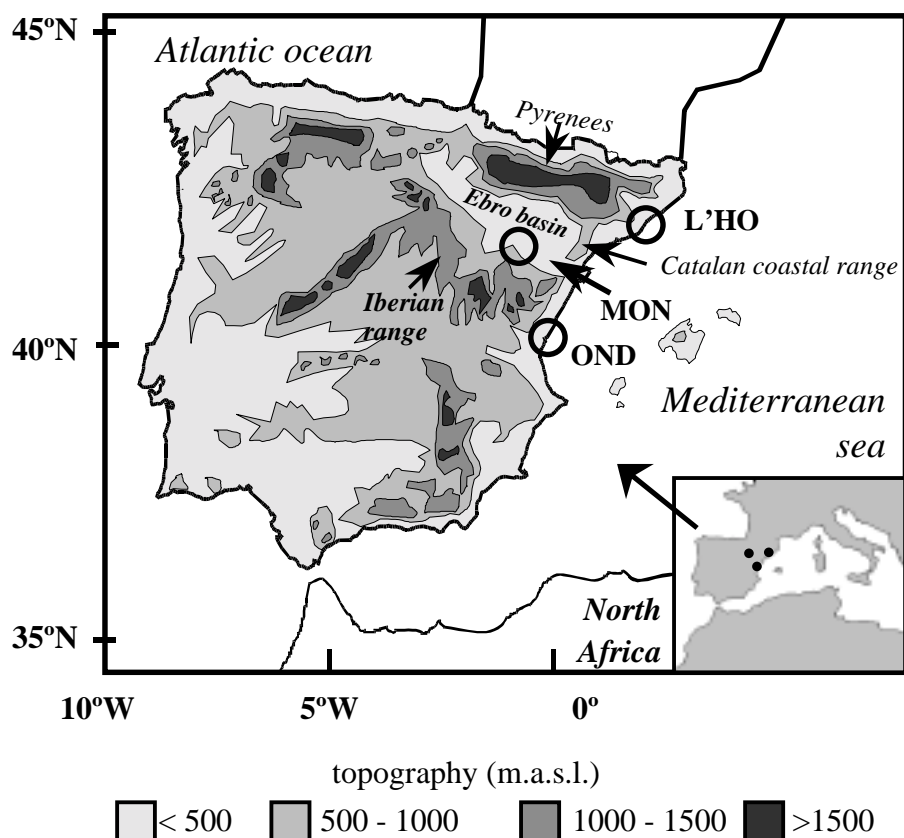 45ºN
Atlantic ocean
Pyrenees
Ebro basin
L'HO
Catalan coastal range
Iberian
range
MON
40ºN
OND
Mediterranean
sea
North
Africa
35ºN
10ºW
5ºW
0º
topography (m.a.s.l.)
< 500
500 - 1000
1000 - 1500
>1500